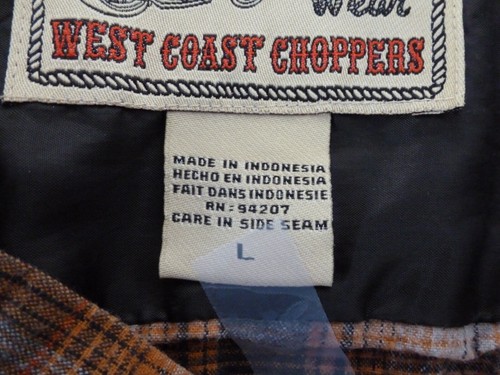 Wear
WEST COAST CHOPPERS
MADE IN INDONESIA
HECHO EN INDONESIA
FAIT DANS INDONESIE
RN: 94207
CARE IN SIDE SEAM
L